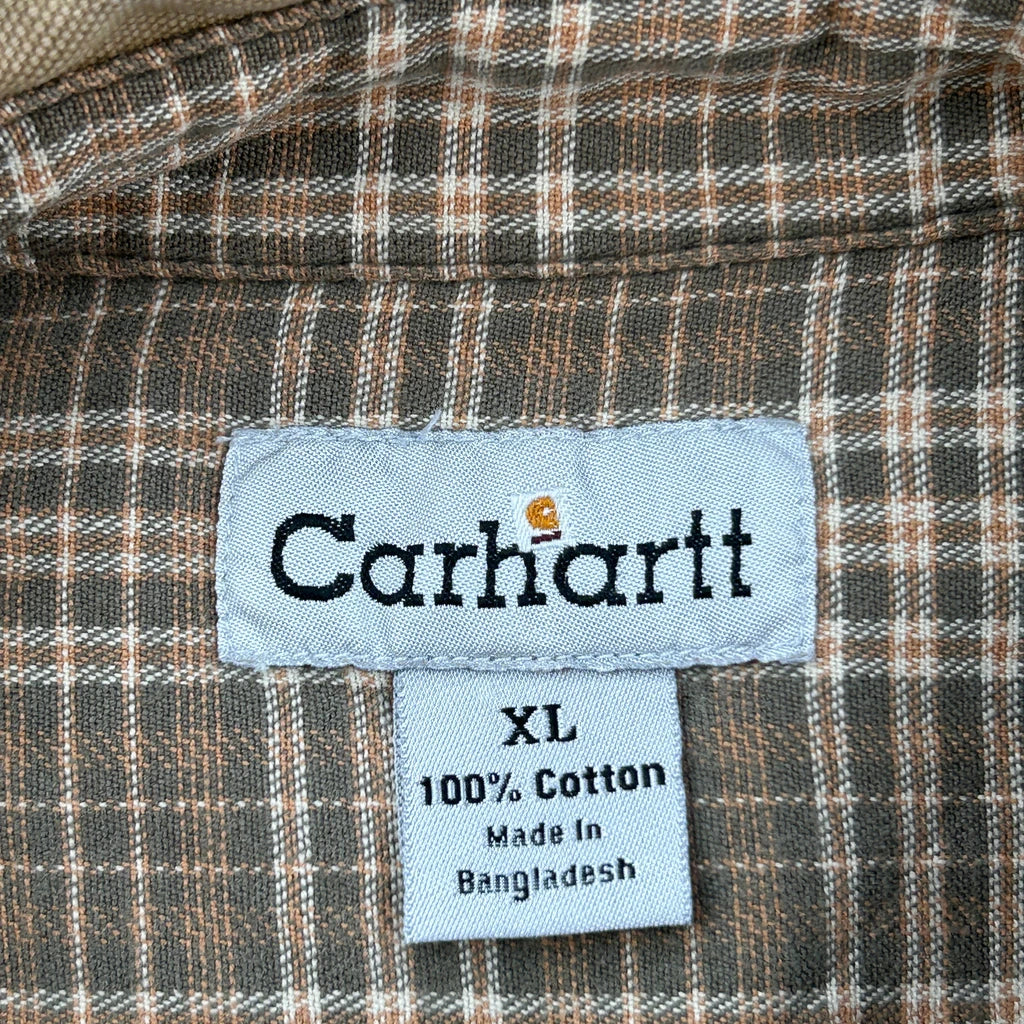 Carhartt
XL
100% Cotton
Made In
Bangladesh